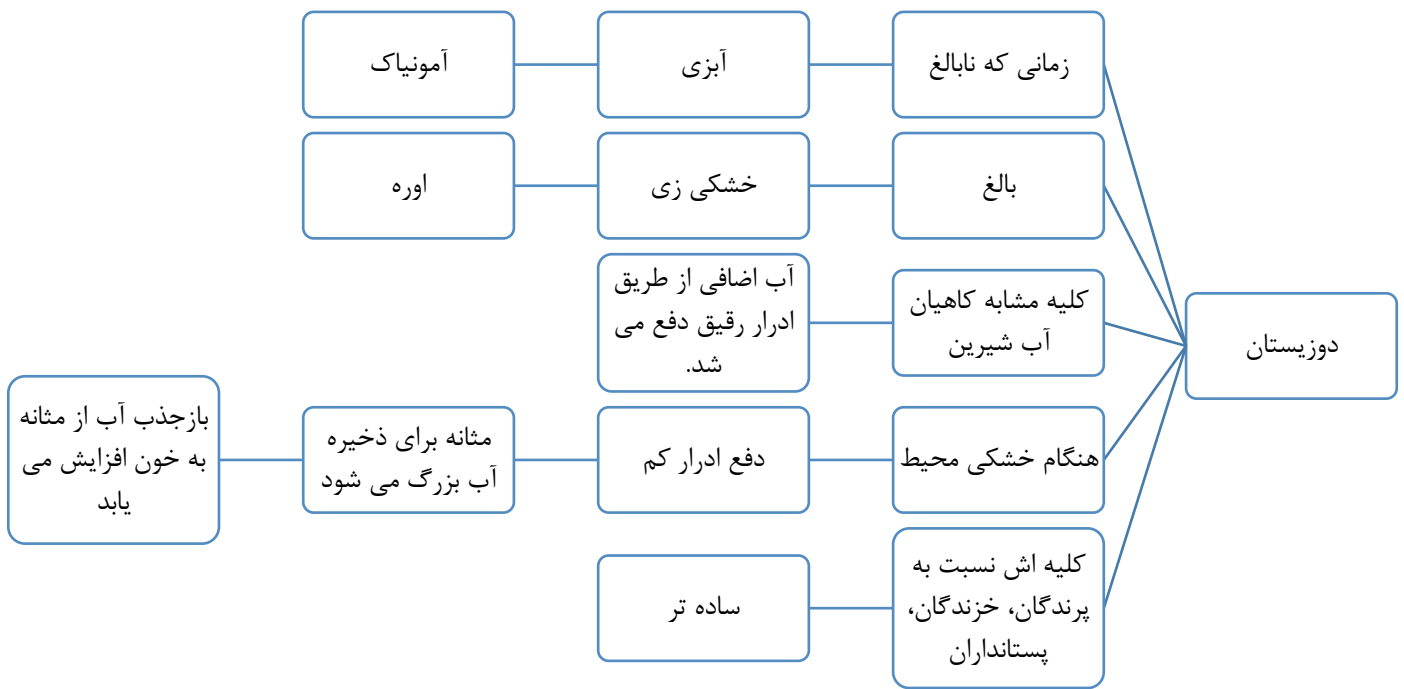 دوزیستان
زمانی که نابالغ
آبزی
آمونیاک
بالغ
خشکی زی
اوره
کلیه مشابه کاهیان
آب شیرین
آب اضافی از طریق
ادرار رقیق دفع می
شد.
هنگام خشکی محیط
دفع ادرار کم
مثانه برای ذخیره
آب بزرگ می شود
بازجذب آب از مثانه
به خون افزایش می
یابد
کلیه اش نسبت به
پرندگان، خزندگان،
پستانداران
ساده تر